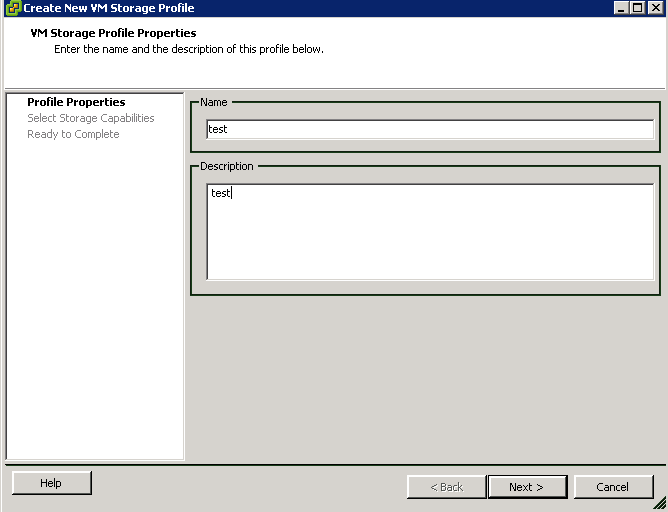 Create New VM Storage Profile
VM Storage Profile Properties
Enter the name and the description of this profile below.
Profile Properties
Select Storage Capabilities
Ready to Complete
Name
test
Description
test
Help
< Back
Next >
Cancel